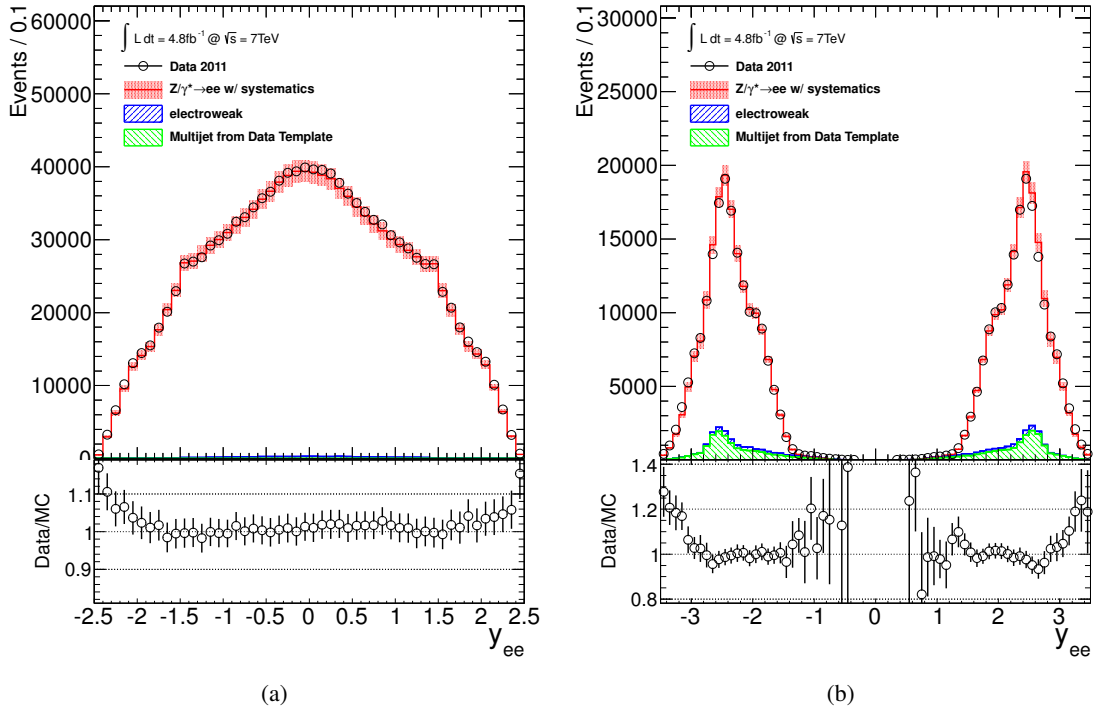 Events / 0.1
60000
50000
40000
30000
20000
10000
0
∫ L dt = 4.8fb⁻¹ @ √s = 7TeV
Data 2011
Z/γ*→ee w/ systematics
electroweak
Multijet from Data Template
Data/MC
1.1
1
0.9
-2.5 -2 -1.5 -1 -0.5 0 0.5 1 1.5 2 2.5
y_ee
(a)
Events / 0.1
30000
25000
20000
15000
10000
5000
∫ L dt = 4.8fb⁻¹ @ √s = 7TeV
Data 2011
Z/γ*→ee w/ systematics
electroweak
Multijet from Data Template
Data/MC
1.4
1.2
1
0.8
-3 -2 -1 0 1 2 3
y_ee
(b)